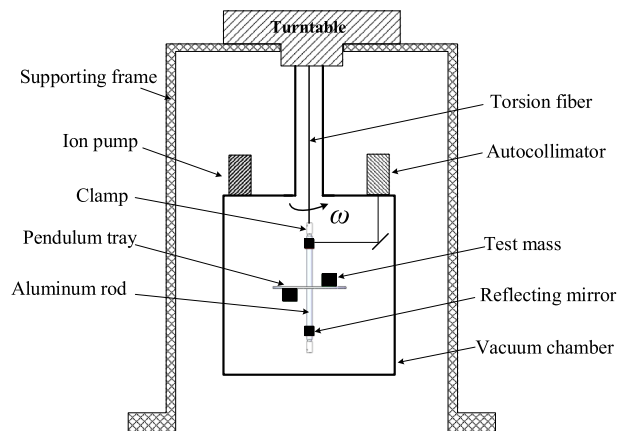 Turntable
Supporting frame
Torsion fiber
Ion pump
Autocollimator
Clamp
ω
Pendulum tray
Test mass
Aluminum rod
Reflecting mirror
Vacuum chamber